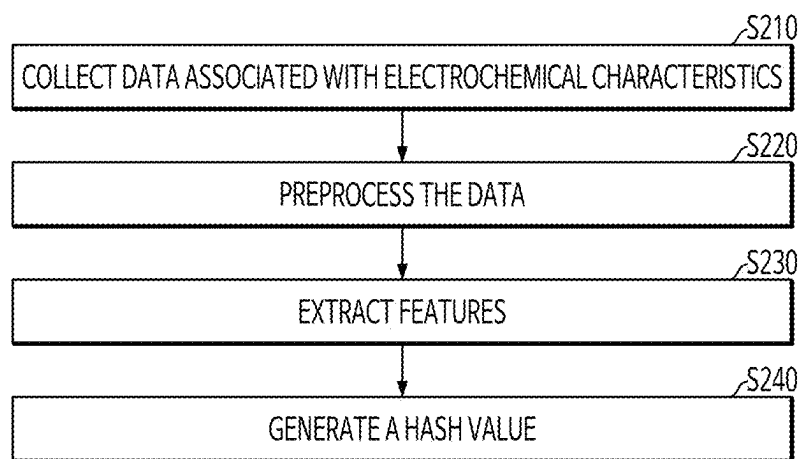 S210
COLLECT DATA ASSOCIATED WITH ELECTROCHEMICAL CHARACTERISTICS
S220
PREPROCESS THE DATA
S230
EXTRACT FEATURES
S240
GENERATE A HASH VALUE